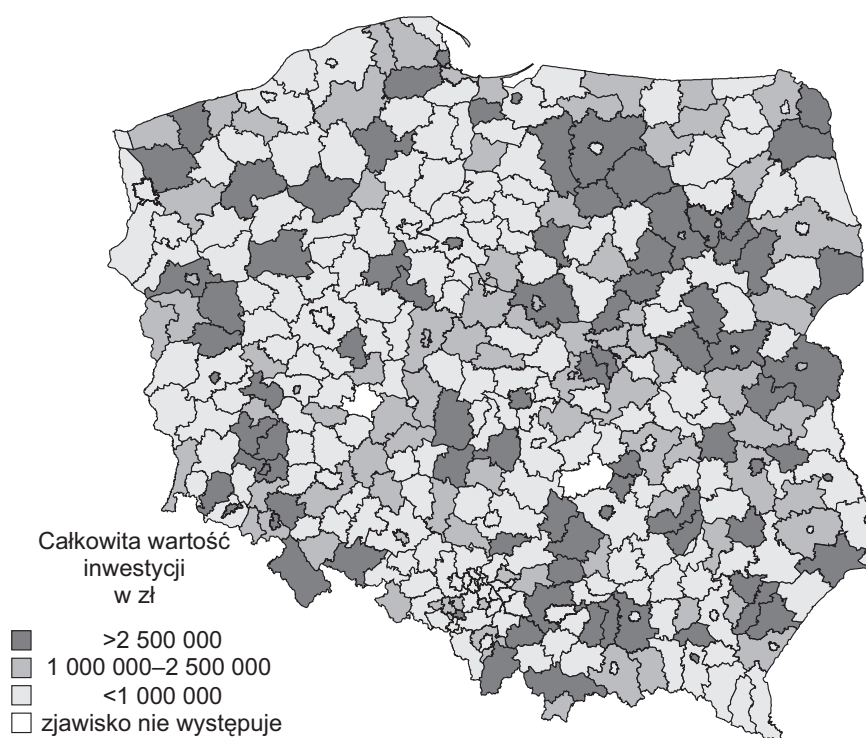 Całkowita wartość
inwestycji
w zł
>2 500 000
1 000 000–2 500 000
<1 000 000
zjawisko nie występuje